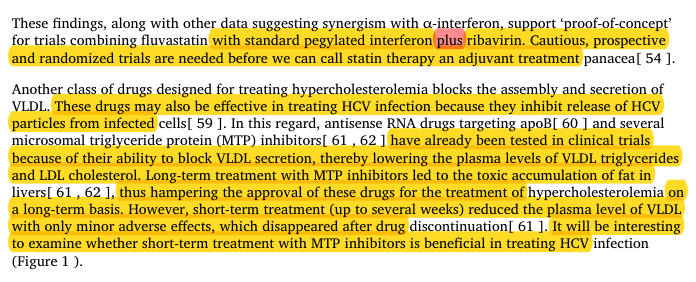 These findings, along with other data suggesting synergism with α-interferon, support ‘proof-of-concept’
for trials combining fluvastatin with standard pegylated interferon plus ribavirin. Cautious, prospective
and randomized trials are needed before we can call statin therapy an adjuvant treatment panacea[ 54 ].
Another class of drugs designed for treating hypercholesterolemia blocks the assembly and secretion of
VLDL. These drugs may also be effective in treating HCV infection because they inhibit release of HCV
particles from infected cells[ 59 ]. In this regard, antisense RNA drugs targeting apoB[ 60 ] and several
microsomal triglyceride protein (MTP) inhibitors[ 61 , 62 ] have already been tested in clinical trials
because of their ability to block VLDL secretion, thereby lowering the plasma levels of VLDL triglycerides
and LDL cholesterol. Long-term treatment with MTP inhibitors led to the toxic accumulation of fat in
livers[ 61 , 62 ], thus hampering the approval of these drugs for the treatment of hypercholesterolemia on
a long-term basis. However, short-term treatment (up to several weeks) reduced the plasma level of VLDL
with only minor adverse effects, which disappeared after drug discontinuation[ 61 ]. It will be interesting
to examine whether short-term treatment with MTP inhibitors is beneficial in treating HCV infection
(Figure 1 ).